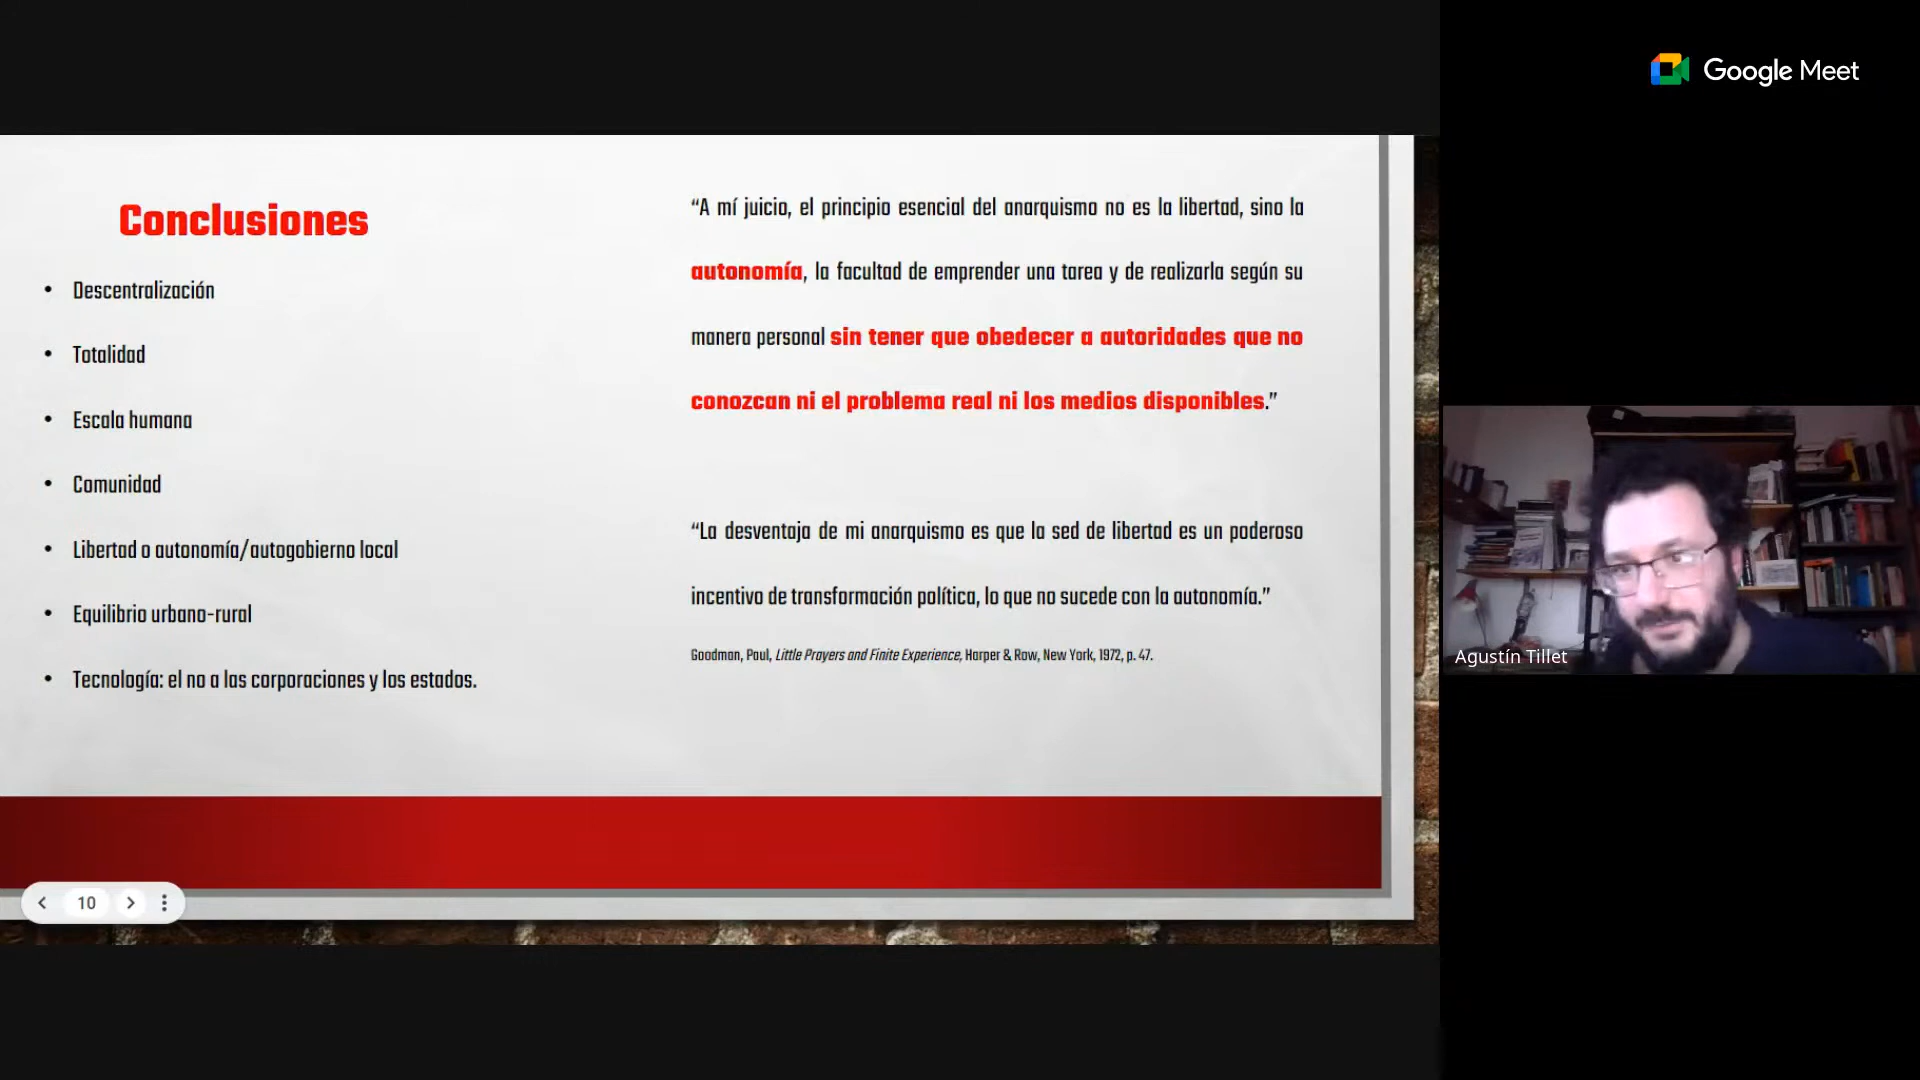 Google Meet
Conclusiones
• Descentralización
• Totalidad
• Escala humana
• Comunidad
• Libertad o autonomía/autogobierno local
• Equilibrio urbano-rural
• Tecnología: el no a las corporaciones y los estados.
“A mí juicio, el principio esencial del anarquismo no es la libertad, sino la
autonomía, la facultad de emprender una tarea y de realizarla según su
manera personal sin tener que obedecer a autoridades que no
conozcan ni el problema real ni los medios disponibles.”
“La desventaja de mi anarquismo es que la sed de libertad es un poderoso
incentivo de transformación política, lo que no sucede con la autonomía.”
Goodman, Paul, Little Prayers and Finite Experience, Harper & Row, New York, 1972, p. 47.
10
Agustín Tillet